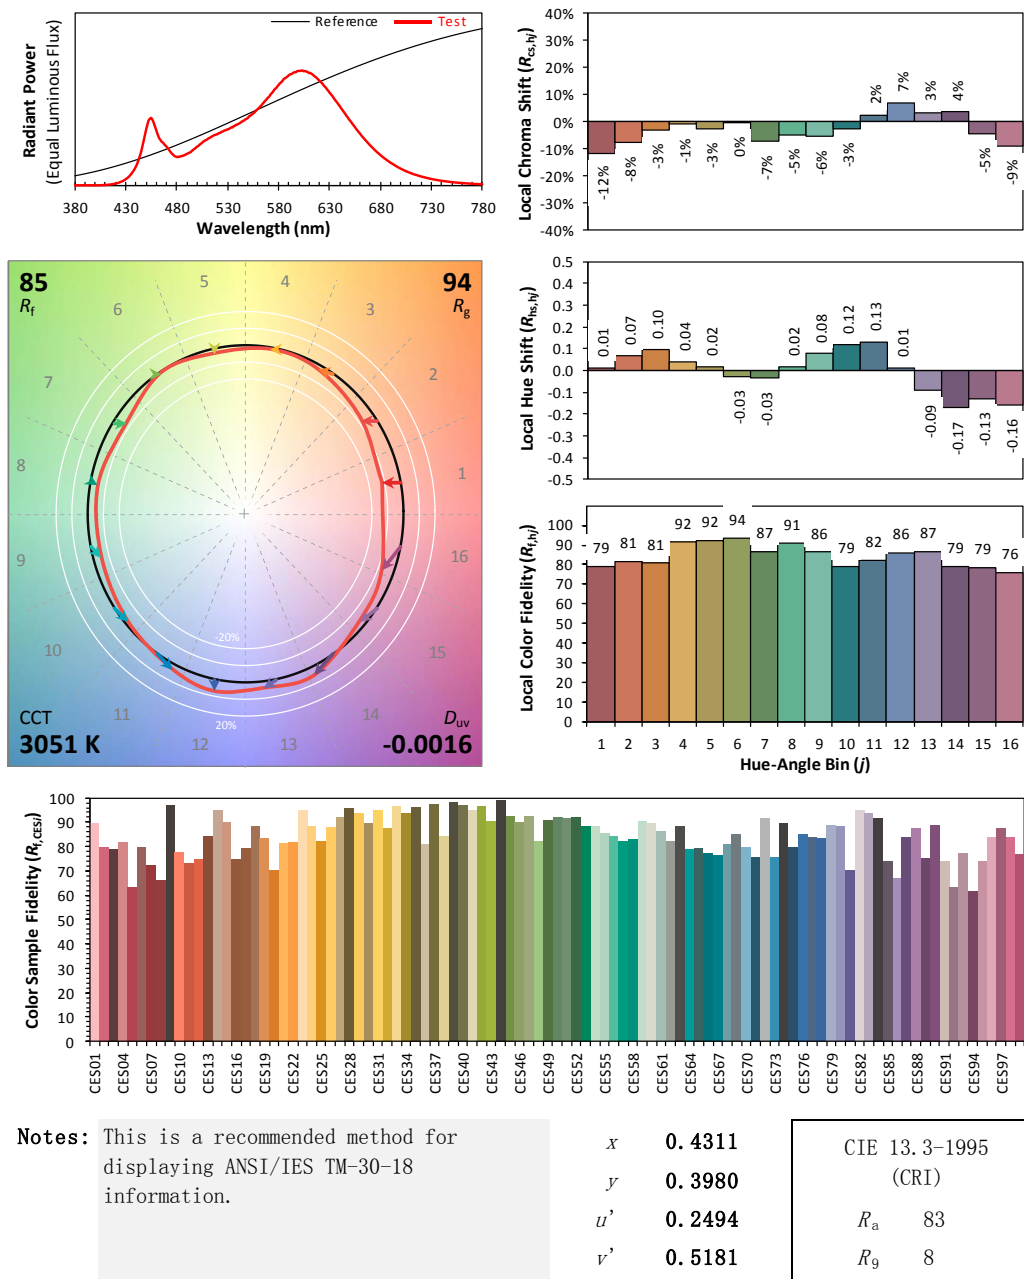 Reference Test
Radiant Power
(Equal Luminous Flux)
380 430 480 530 580 630 680 730 780
Wavelength (nm)
Local Chroma Shift (Rcs,hj)
40%
30%
20%
10%
0%
-10%
-20%
-30%
-40%
-12% -8% -3% -1% -3% 0% -7% -5% -6% -3% 2% 7% 3% 4% -5% -9%
85
Rf
94
Rg
1 2 3 4 5 6 7 8 9 10 11 12 13 14 15 16
-20%
20%
CCT
3051 K
Duv
-0.0016
Local Hue Shift (Rhs,hj)
0.5
0.4
0.3
0.2
0.1
0.0
-0.1
-0.2
-0.3
-0.4
-0.5
0.01 0.07 0.10 0.04 0.02 -0.03 -0.03 0.02 0.08 0.12 0.13 0.01 -0.09 -0.17 -0.13 -0.16
Local Color Fidelity (Rf,hj)
100
90
80
70
60
50
40
30
20
10
0
79 81 81 92 92 94 87 91 86 79 82 86 87 79 79 76
1 2 3 4 5 6 7 8 9 10 11 12 13 14 15 16
Hue-Angle Bin (j)
Color Sample Fidelity (Rf,CESi)
100
90
80
70
60
50
40
30
20
10
0
CES01 CES04 CES07 CES10 CES13 CES16 CES19 CES22 CES25 CES28 CES31 CES34 CES37 CES40 CES43 CES46 CES49 CES52 CES55 CES58 CES61 CES64 CES67 CES70 CES73 CES76 CES79 CES82 CES85 CES88 CES91 CES94 CES97
Notes: This is a recommended method for
displaying ANSI/IES TM-30-18
information.
x 0.4311
y 0.3980
u' 0.2494
v' 0.5181
CIE 13.3-1995
(CRI)
Ra 83
R9 8